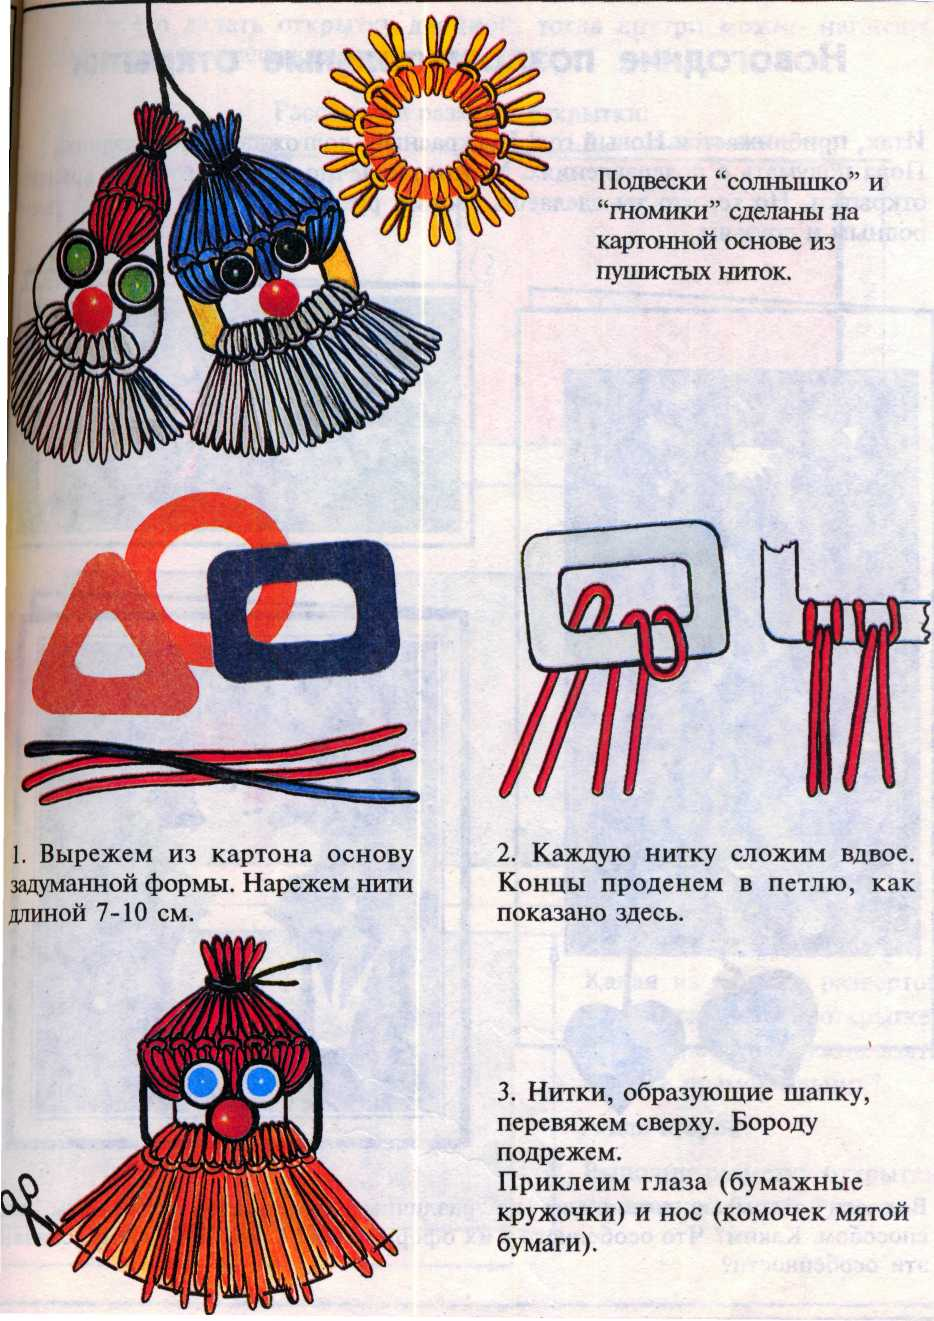 Подвески “солнышко” и
“гномики” сделаны на
картонной основе из
пушистых ниток.
1. Вырежем из картона основу
задуманной формы. Нарежем нити
длиной 7-10 см.
2. Каждую нитку сложим вдвое.
Концы проденем в петлю, как
показано здесь.
3. Нитки, образующие шапку,
перевяжем сверху. Бороду
подрежем.
Приклеим глаза (бумажные
кружочки) и нос (комочек мятой
бумаги).